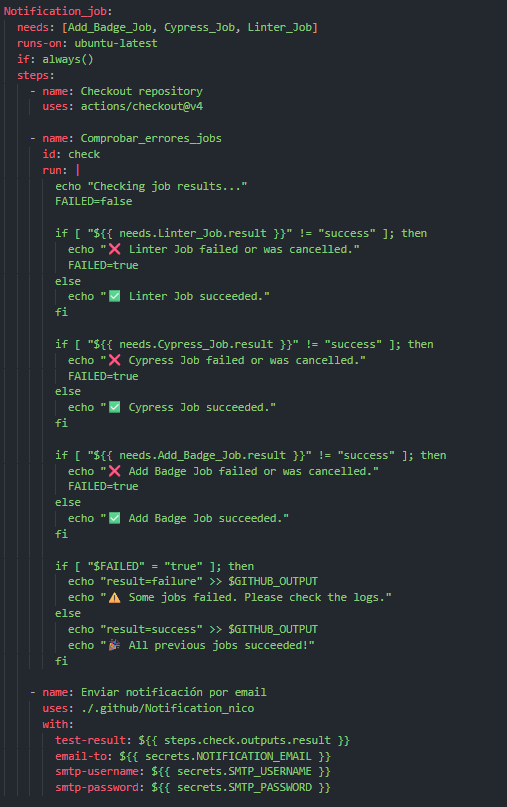 Notification_job:
  needs: [Add_Badge_Job, Cypress_Job, Linter_Job]
  runs-on: ubuntu-latest
  if: always()
  steps:
    - name: Checkout repository
      uses: actions/checkout@v4

    - name: Comprobar_errores_jobs
      id: check
      run: |
        echo "Checking job results..."
        FAILED=false

        if [ "${{ needs.Linter_Job.result }}" != "success" ]; then
          echo "❌ Linter Job failed or was cancelled."
          FAILED=true
        else
          echo "✅ Linter Job succeeded."
        fi

        if [ "${{ needs.Cypress_Job.result }}" != "success" ]; then
          echo "❌ Cypress Job failed or was cancelled."
          FAILED=true
        else
          echo "✅ Cypress Job succeeded."
        fi

        if [ "${{ needs.Add_Badge_Job.result }}" != "success" ]; then
          echo "❌ Add Badge Job failed or was cancelled."
          FAILED=true
        else
          echo "✅ Add Badge Job succeeded."
        fi

        if [ "$FAILED" = "true" ]; then
          echo "result=failure" >> $GITHUB_OUTPUT
          echo "⚠️ Some jobs failed. Please check the logs."
        else
          echo "result=success" >> $GITHUB_OUTPUT
          echo "🎉 All previous jobs succeeded!"
        fi

    - name: Enviar notificación por email
      uses: ./.github/Notification_nico
      with:
        test-result: ${{ steps.check.outputs.result }}
        email-to: ${{ secrets.NOTIFICATION_EMAIL }}
        smtp-username: ${{ secrets.SMTP_USERNAME }}
        smtp-password: ${{ secrets.SMTP_PASSWORD }}